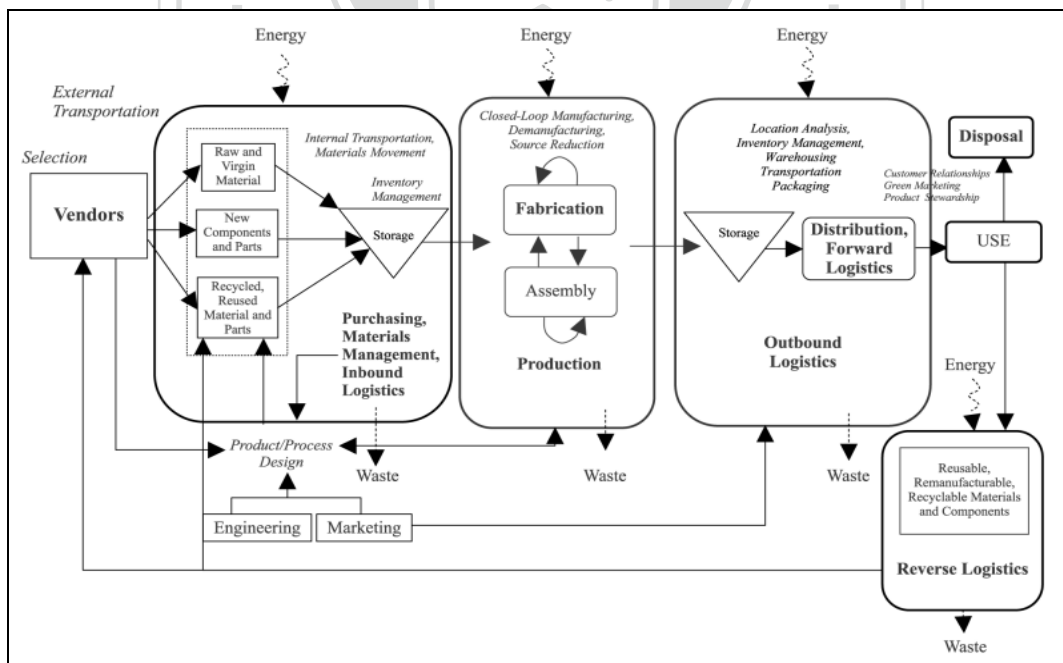 Energy
Energy
Energy
External
Transportation
Selection
Vendors
Raw and
Virgin
Material
New
Components
and Parts
Recycled,
Reused
Material and
Parts
Internal Transportation,
Materials Movement
Inventory
Management
Storage
Purchasing,
Materials
Management,
Inbound
Logistics
Closed-Loop Manufacturing,
Demanufacturing,
Source Reduction
Fabrication
Assembly
Production
Location Analysis,
Inventory Management,
Warehousing
Transportation
Packaging
Storage
Distribution,
Forward
Logistics
Outbound
Logistics
Customer Relationships
Green Marketing
Product Stewardship
Disposal
USE
Energy
Product/Process
Design
Waste
Waste
Waste
Engineering
Marketing
Reusable,
Remanufacturable,
Recyclable Materials
and Components
Reverse Logistics
Waste